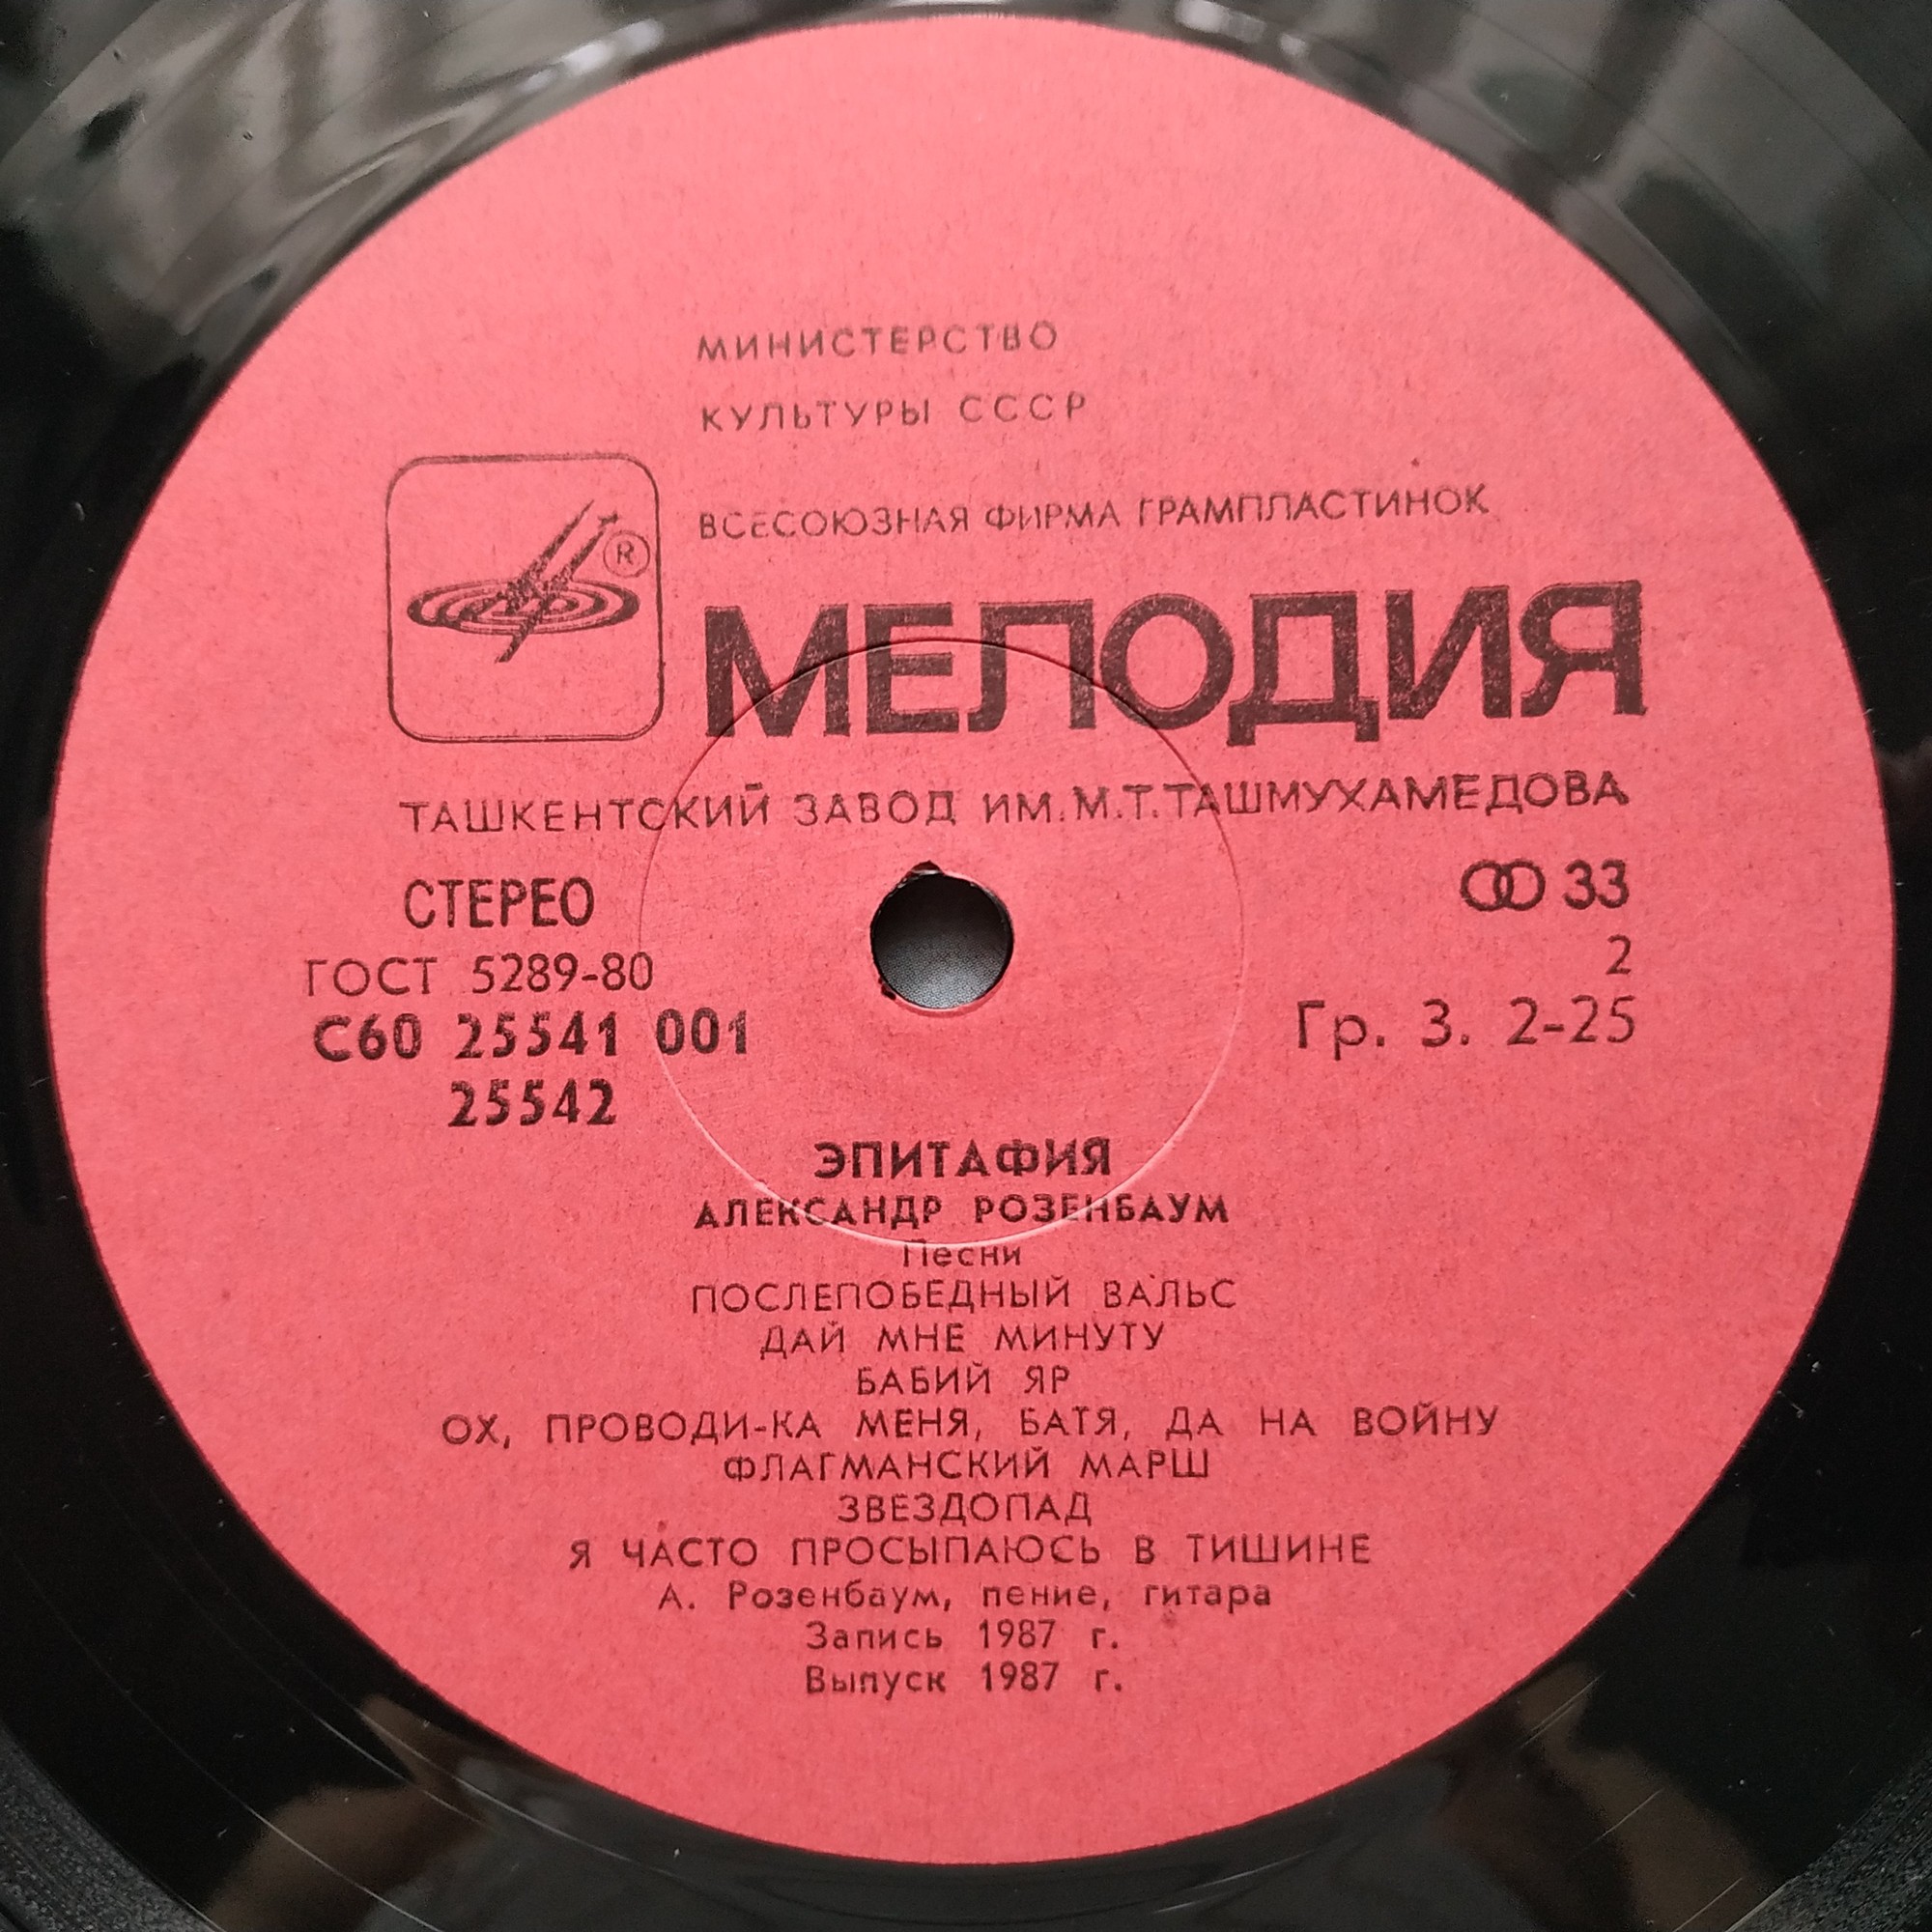 МИНИСТЕРСТВО
КУЛЬТУРЫ СССР
ВСЕСОЮЗНАЯ ФИРМА ГРАМПЛАСТИНОК
®
МЕЛОДИЯ
ТАШКЕНТСКИЙ ЗАВОД ИМ.М.Т.ТАШМУХАМЕДОВА
СТЕРЕО 33
ГОСТ 5289-80 2
С60 25541 001 Гр. 3. 2-25
25542
ЭПИТАФИЯ
АЛЕКСАНДР РОЗЕНБАУМ
Песни
ПОСЛЕПОБЕДНЫЙ ВАЛЬС
ДАЙ МНЕ МИНУТУ
БАБИЙ ЯР
ОХ, ПРОВОДИ-КА МЕНЯ, БАТЯ, ДА НА ВОЙНУ
ФЛАГМАНСКИЙ МАРШ
ЗВЕЗДОПАД
Я ЧАСТО ПРОСЫПАЮСЬ В ТИШИНЕ
А. Розенбаум, пение, гитара
Запись 1987 г.
Выпуск 1987 г.